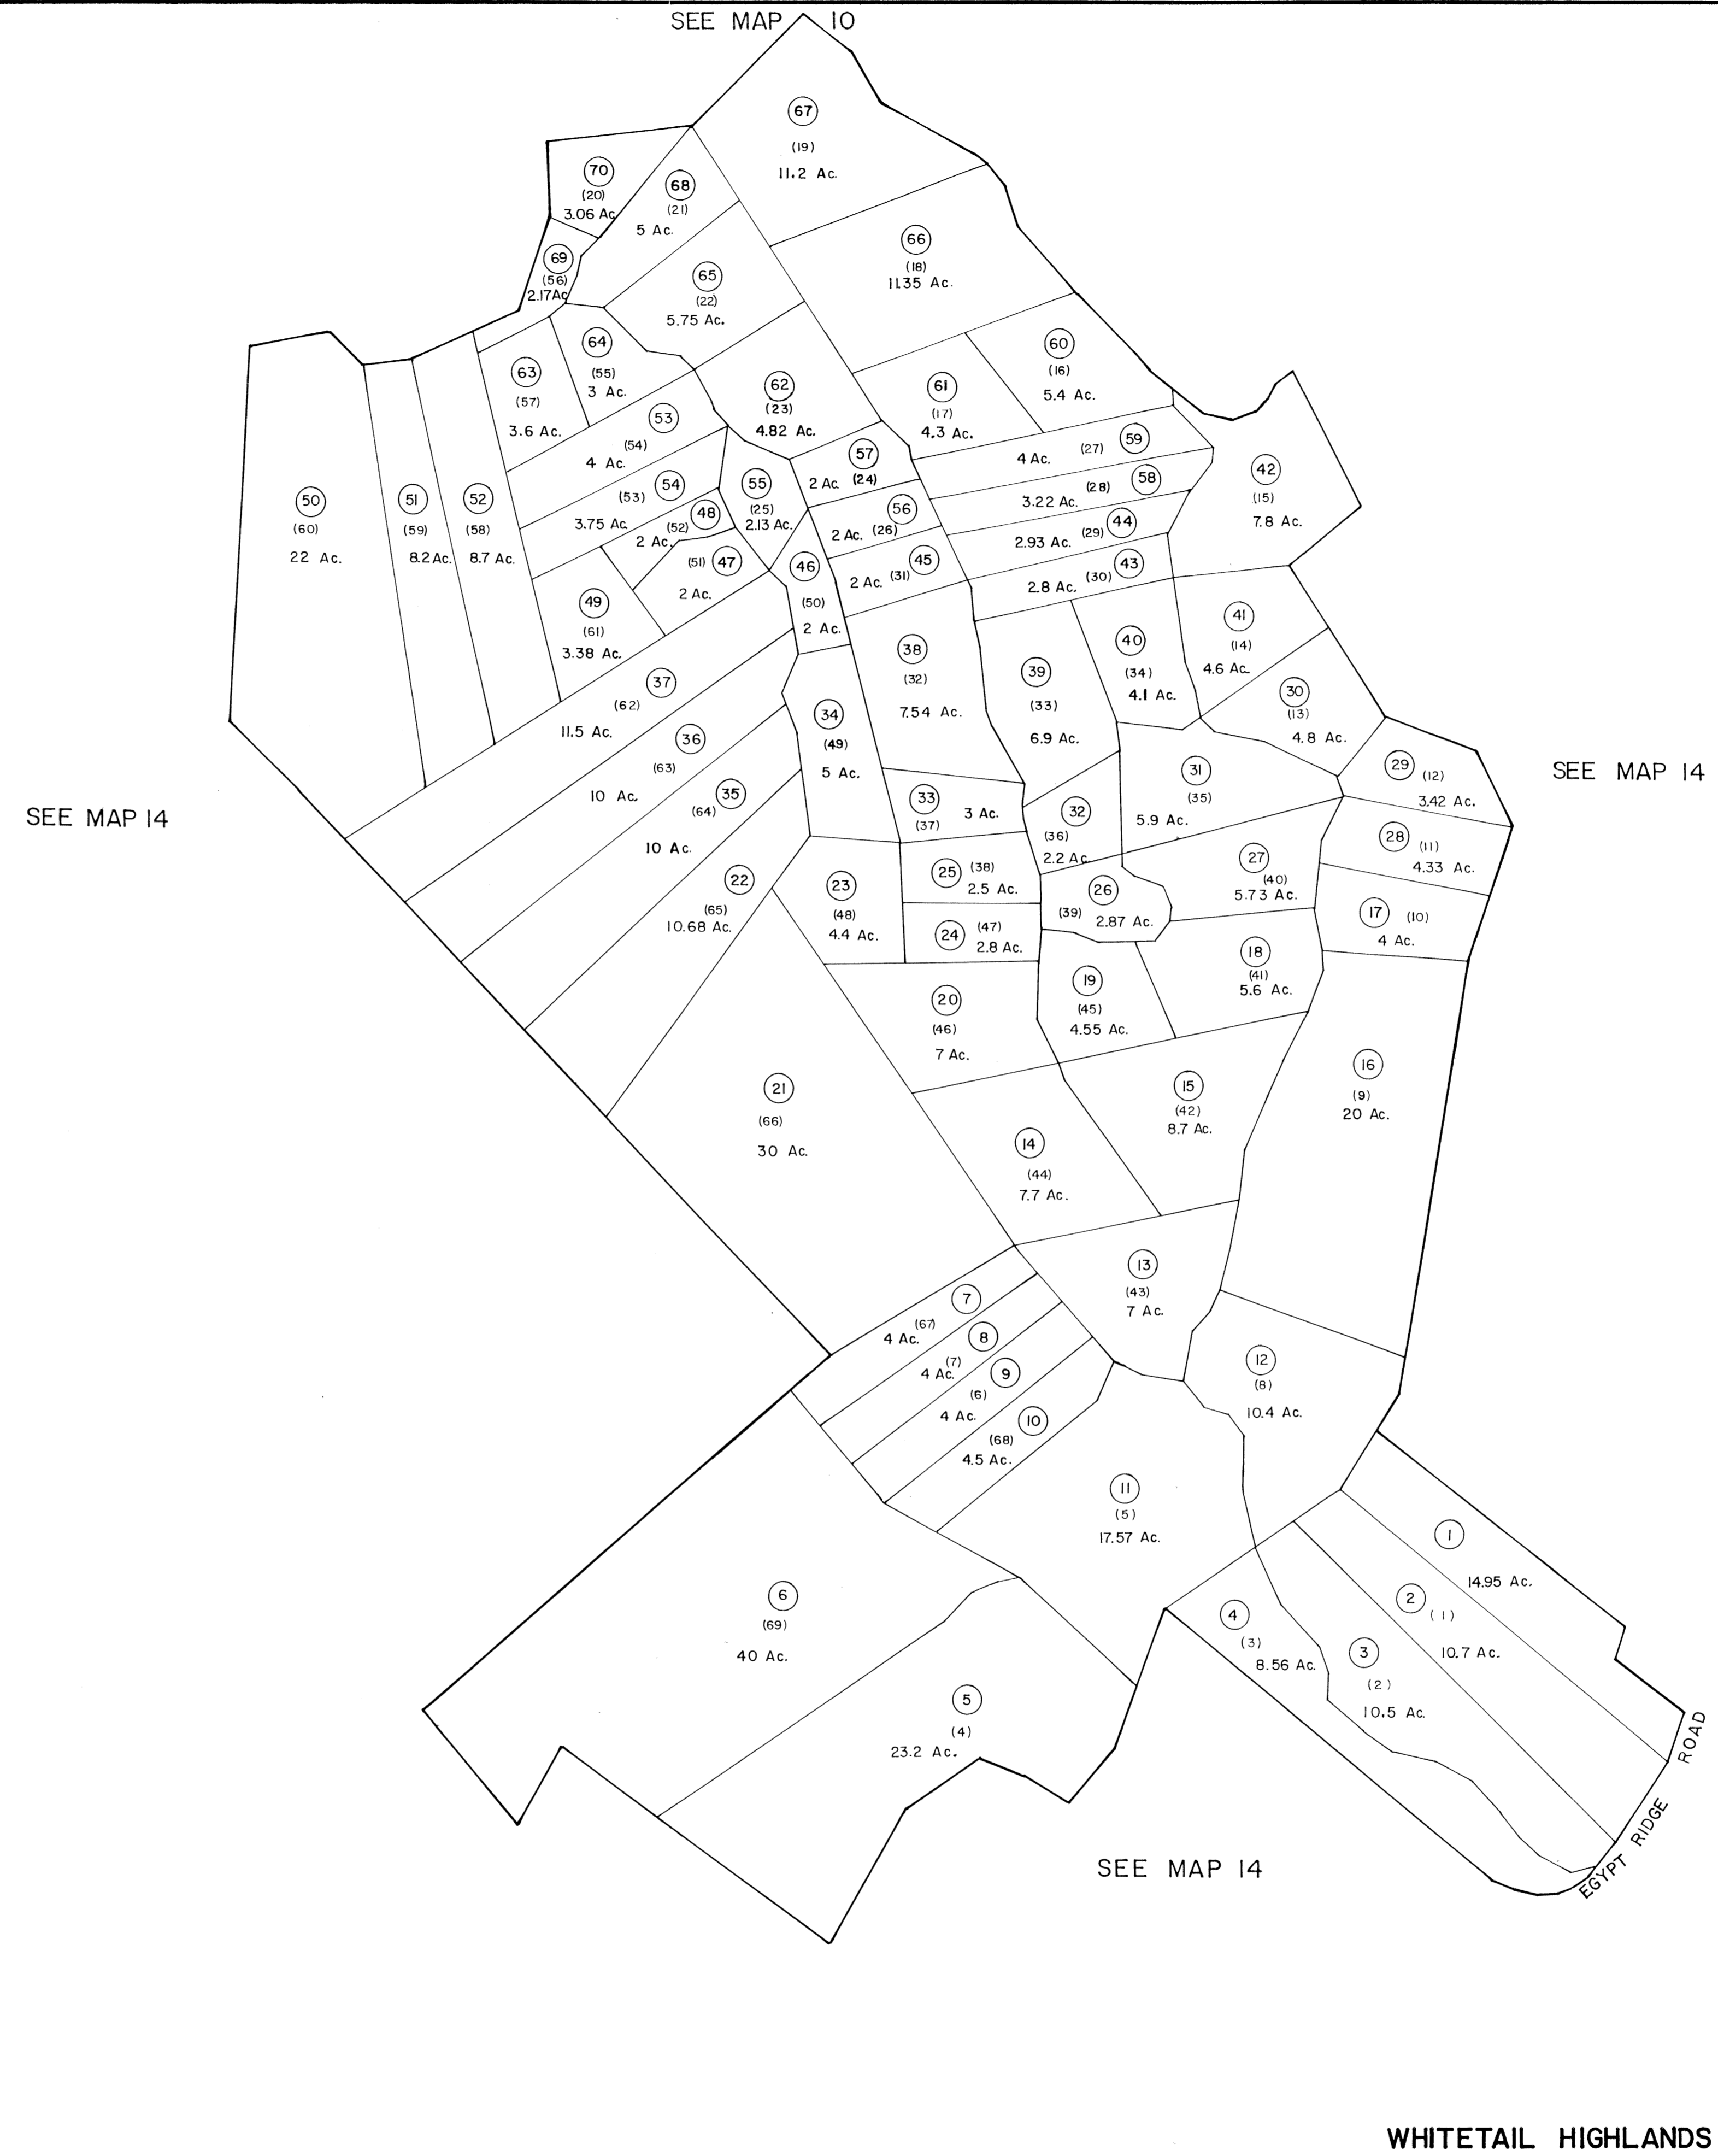 SEE MAP 10
67
(19)
11.2 Ac.
70
(20)
3.06 Ac.
68
(21)
5 Ac.
69
(56)
2.17Ac
66
(18)
11.35 Ac.
65
(22)
5.75 Ac.
64
(55)
3 Ac.
63
(57)
3.6 Ac.
62
(23)
4.82 Ac.
61
(17)
4.3 Ac.
60
(16)
5.4 Ac.
53
(54)
4 Ac.
59
(27)
4 Ac.
57
2 Ac. (24)
58
(28)
3.22 Ac.
42
(15)
7.8 Ac.
50
(60)
22 Ac.
51
(59)
8.2 Ac.
52
(58)
8.7 Ac.
54
(53)
3.75 Ac.
55
(25)
2.13 Ac.
48
(52)
2 Ac.
56
2 Ac. (26)
44
(29)
2.93 Ac.
47
(51)
2 Ac.
46
(50)
2 Ac.
45
2 Ac. (31)
43
(30)
2.8 Ac.
49
(61)
3.38 Ac.
41
(14)
4.6 Ac.
40
(34)
4.1 Ac.
38
(32)
7.54 Ac.
39
(33)
6.9 Ac.
37
(62)
11.5 Ac.
30
(13)
4.8 Ac.
36
(63)
10 Ac.
34
(49)
5 Ac.
31
(35)
5.9 Ac.
29 (12)
3.42 Ac.
SEE MAP 14
SEE MAP 14
35
(64)
10 Ac.
33
(37)
3 Ac.
32
(36)
2.2 Ac.
28 (11)
4.33 Ac.
22
(65)
10.68 Ac.
23
(48)
4.4 Ac.
25 (38)
2.5 Ac.
26
(39) 2.87 Ac.
27
(40)
5.73 Ac.
17 (10)
4 Ac.
24 (47)
2.8 Ac.
18
(41)
5.6 Ac.
19
(45)
4.55 Ac.
20
(46)
7 Ac.
21
(66)
30 Ac.
15
(42)
8.7 Ac.
16
(9)
20 Ac.
14
(44)
7.7 Ac.
13
(43)
7 Ac.
7
(67)
4 Ac.
8
(7)
4 Ac.
9
(6)
4 Ac.
10
(68)
4.5 Ac.
12
(8)
10.4 Ac.
11
(5)
17.57 Ac.
1
14.95 Ac.
2
(1)
10.7 Ac.
6
(69)
40 Ac.
4
(3)
8.56 Ac.
3
(2)
10.5 Ac.
5
(4)
23.2 Ac.
EGYPT RIDGE ROAD
SEE MAP 14
WHITETAIL HIGHLANDS